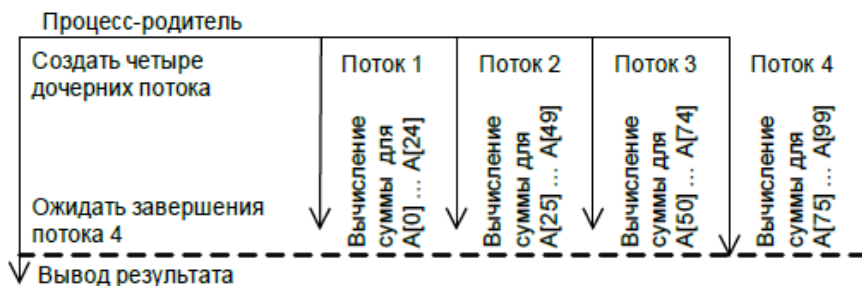 Процесс-родитель
Создать четыре
дочерних потока
Ожидать завершения
потока 4
Поток 1
Вычисление
суммы для
A[0] ... A[24]
Поток 2
Вычисление
суммы для
A[25] ... A[49]
Поток 3
Вычисление
суммы для
A[50] ... A[74]
Поток 4
Вычисление
суммы для
A[75] ... A[99]
Вывод результата